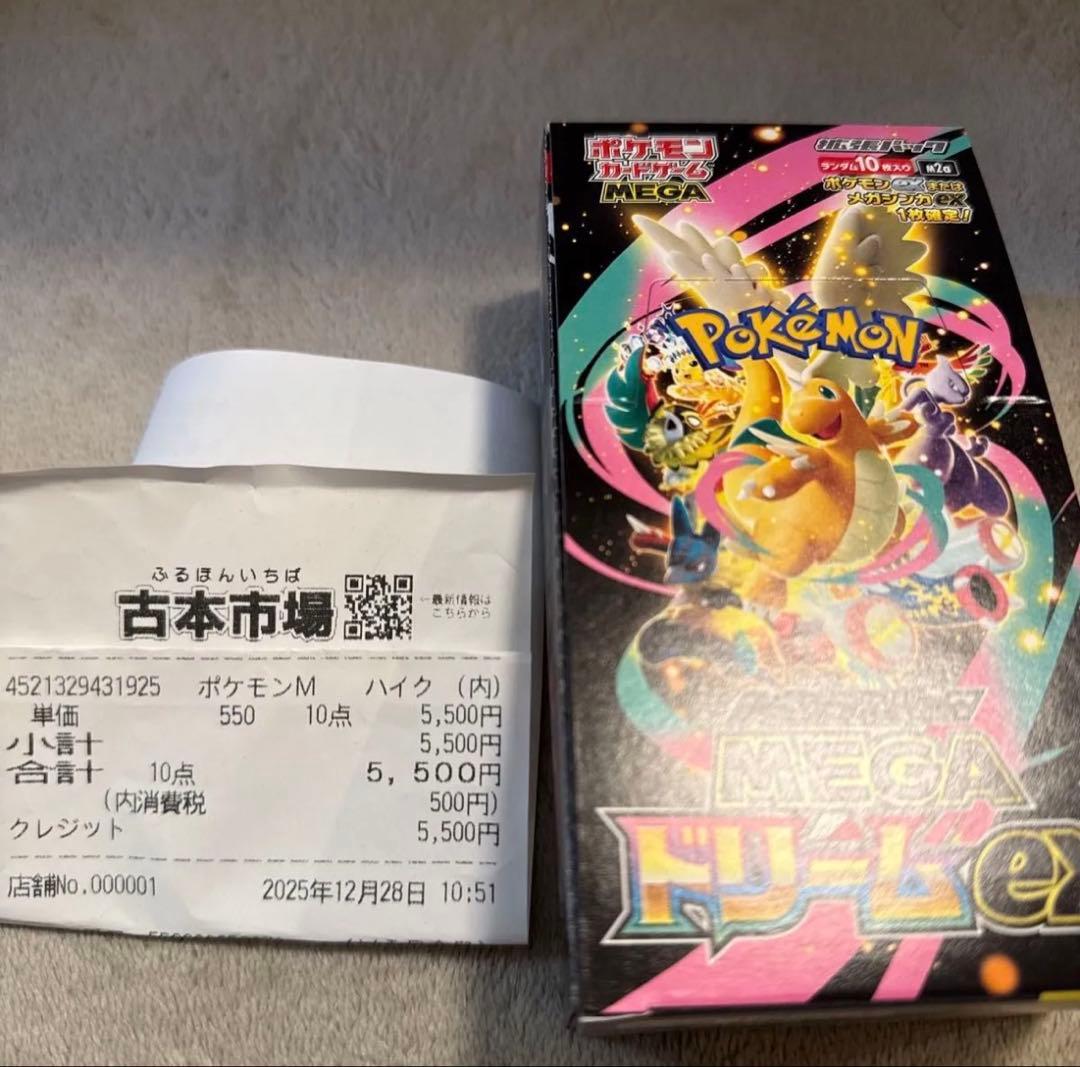 ふるほんいちば
古本市場
←最新情報は
こちらから
4521329431925 ポケモンM ハイク (内)
単価 550 10点 5,500円
小計 5,500円
合計 10点 5,500円
(内消費税 500円)
クレジット 5,500円
店舗No.000001 2025年12月28日 10:51
ポケモン
カードゲーム
MEGA
拡張パック
ランダム10枚入り M2a
ポケモンexまたは
メガシンカex
1枚確定!
POKéMON
MEGA
ドリームex